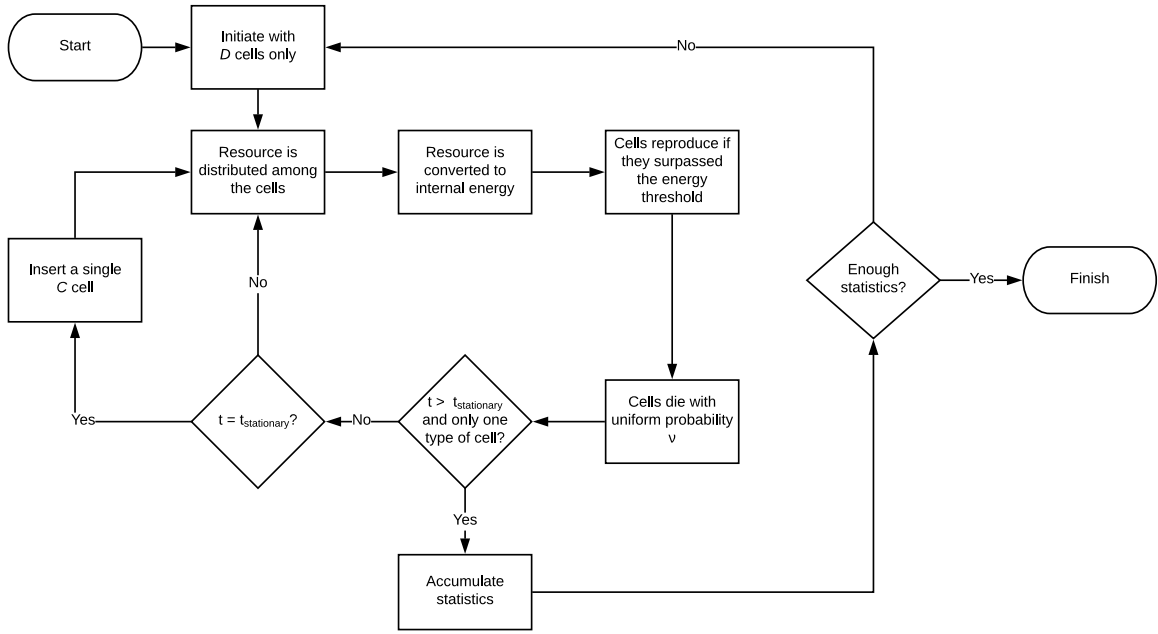 Start
Initiate with
D cells only
No
Resource is
distributed among
the cells
Resource is
converted to
internal energy
Cells reproduce if
they surpassed
the energy
threshold
Insert a single
C cell
No
Enough
statistics?
Yes
Finish
Yes
t = tstationary?
No
t > tstationary
and only one
type of cell?
Cells die with
uniform probability
ν
Yes
Accumulate
statistics